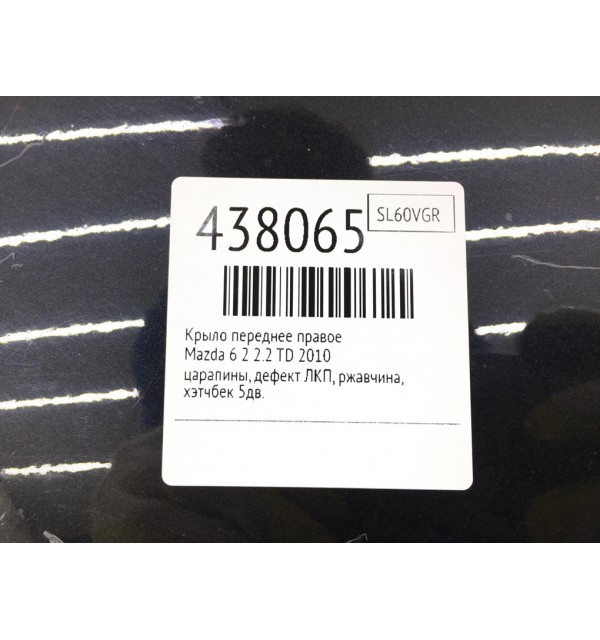 438065
SL60VGR
Крыло переднее правое
Mazda 6 2 2.2 TD 2010
царапины, дефект ЛКП, ржавчина,
хэтчбек 5дв.